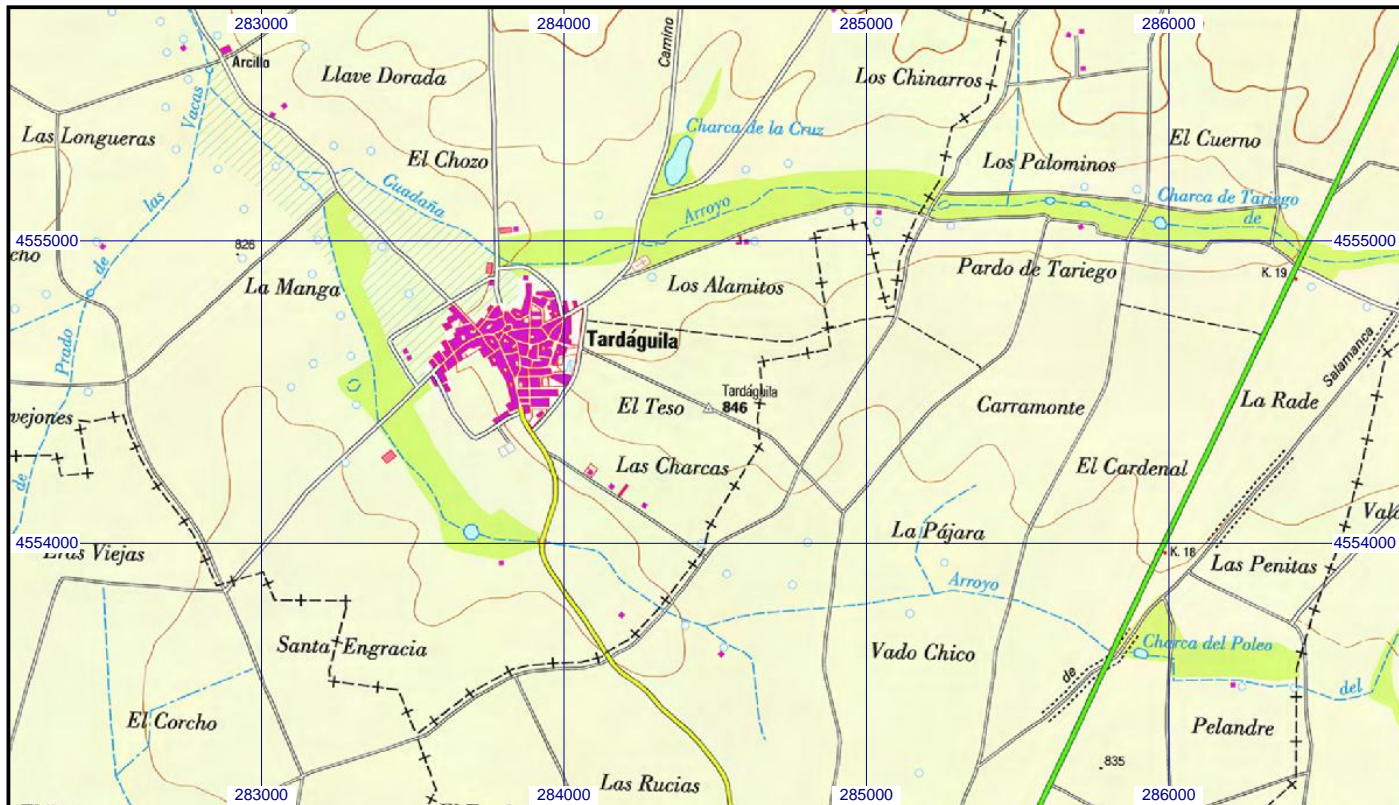 283000
284000
285000
286000
Arcillo
Llave Dorada
Camino
Los Chinarros
Vacas
Las Longueras
Charca de la Cruz
El Cuerno
El Chozo
Los Palominos
Guadaña
las
Arroyo
Charca de Tariego
de
4555000
826
4555000
cho
de
Pardo de Tariego
K. 19
La Manga
Los Alamitos
Prado
Tardáguila
Salamanca
Tardáguila
846
El Teso
Carramonte
La Rade
vejones
Las Charcas
El Cardenal
de
La Pájara
4554000
4554000
K. 18
Eras Viejas
Las Penitas
Arroyo
Santa Engracia
Vado Chico
Charca del Poleo
de
del
El Corcho
Pelandre
835
Las Rucias
283000
284000
285000
286000